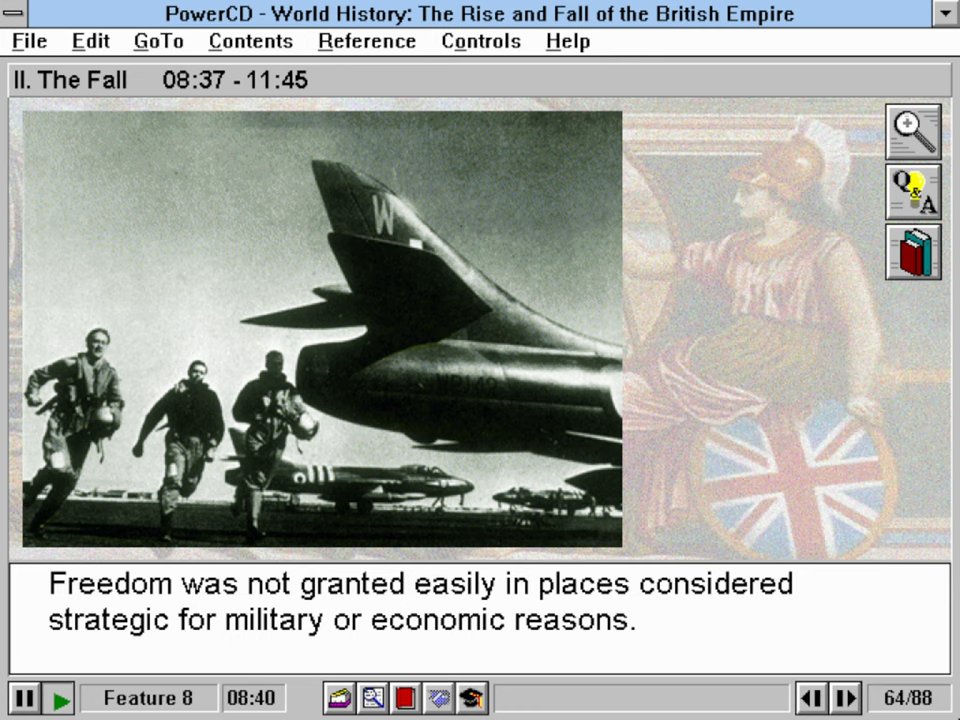 PowerCD - World History: The Rise and Fall of the British Empire
File Edit GoTo Contents Reference Controls Help
II. The Fall 08:37 - 11:45
W
Q & A
Freedom was not granted easily in places considered
strategic for military or economic reasons.
Feature 8 08:40 64/88